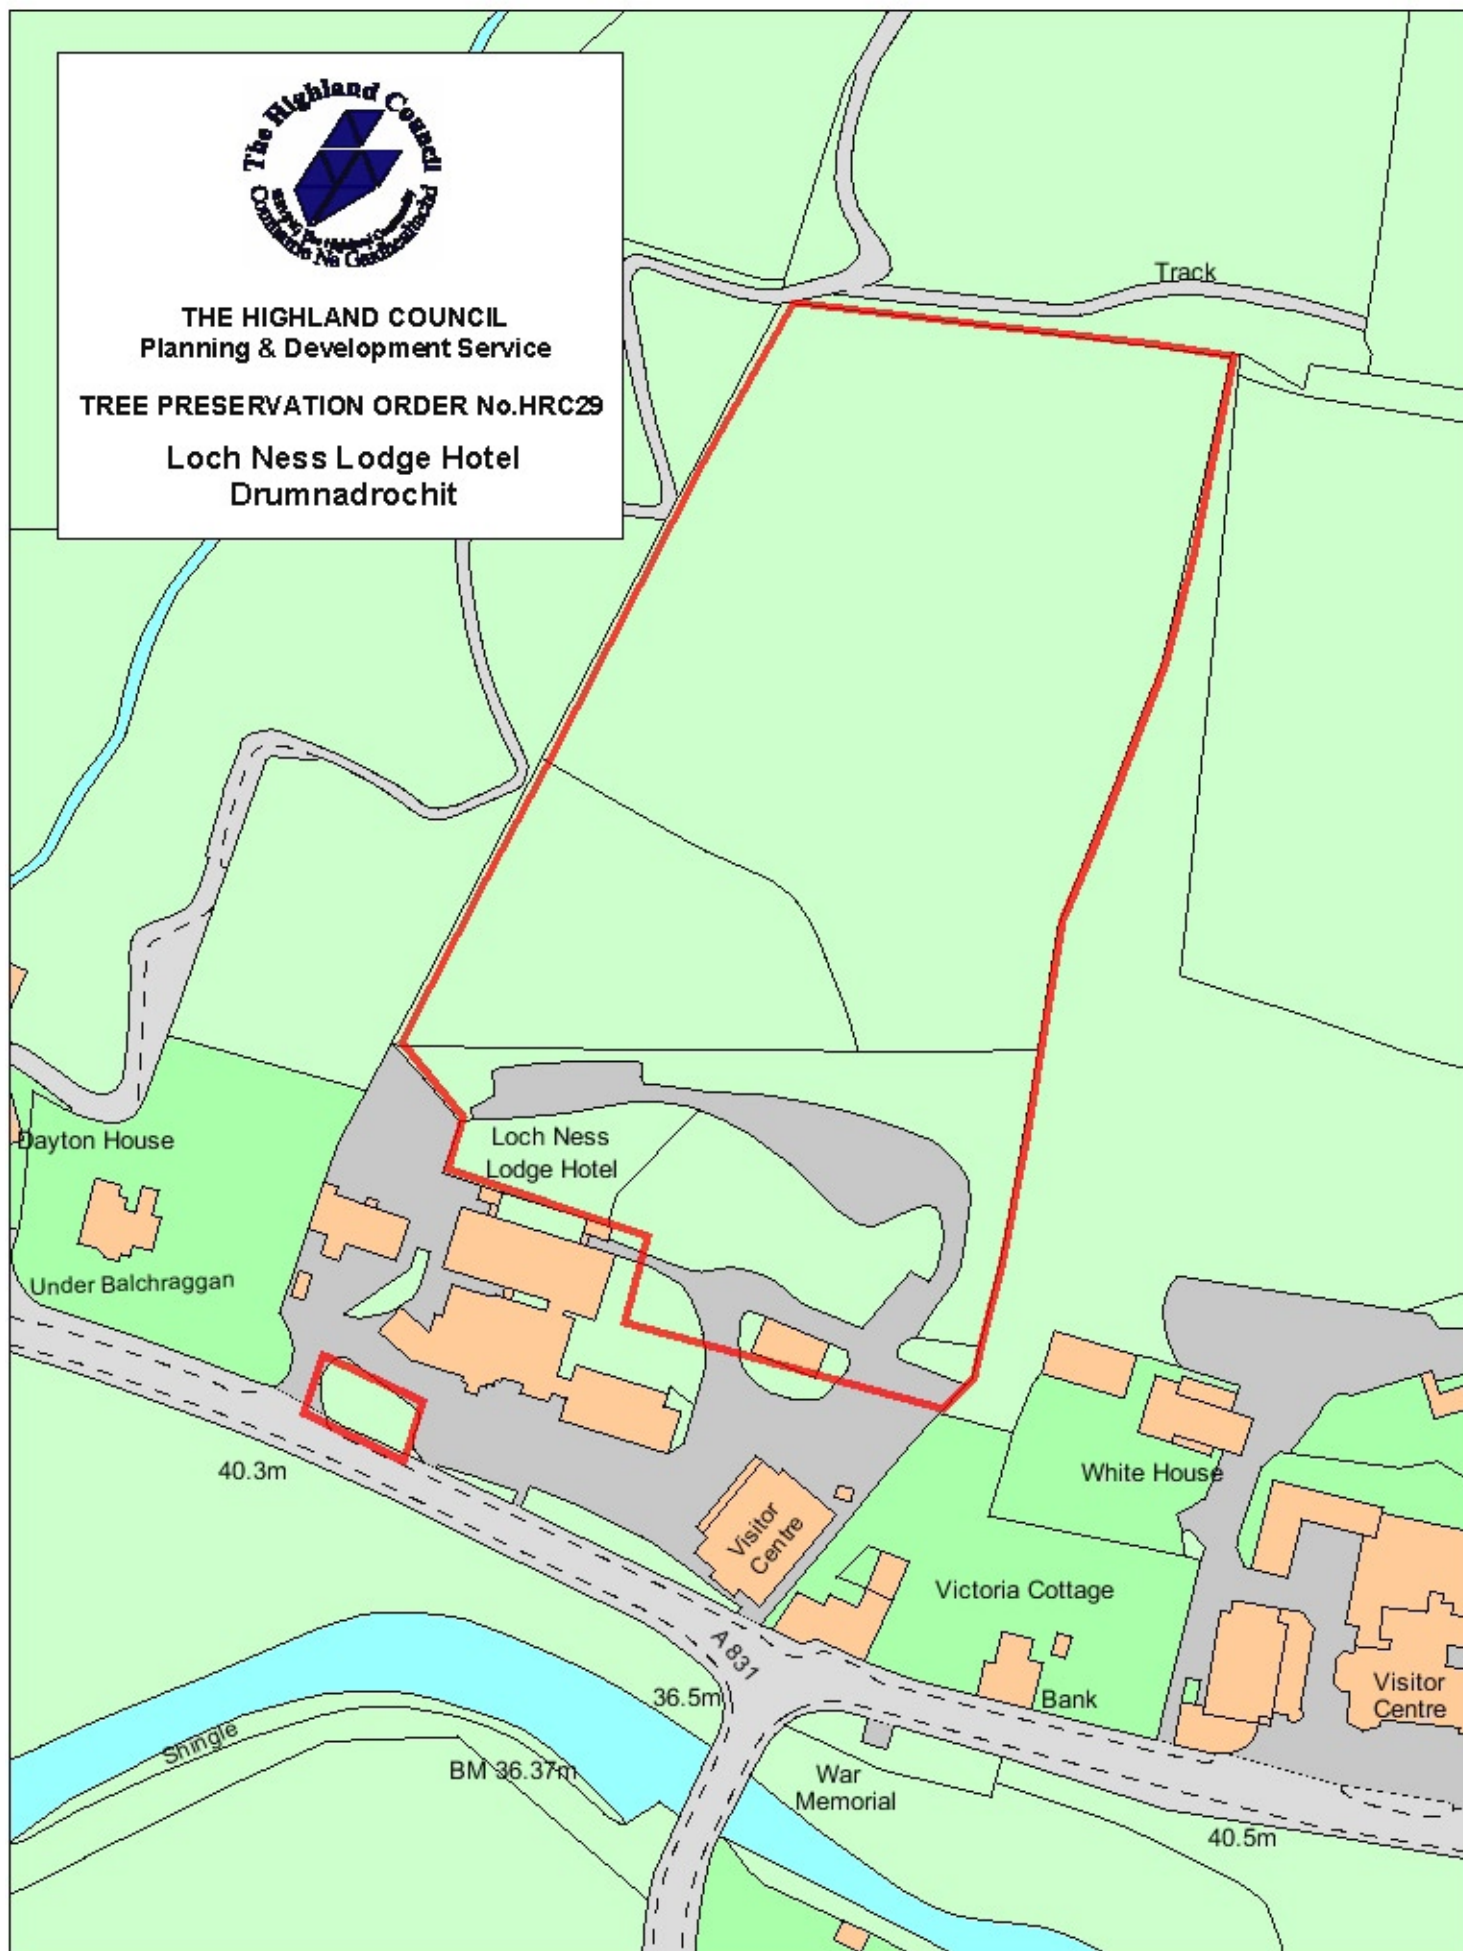 The Highland Council
Comhairle Na Gaidhealtachd
THE HIGHLAND COUNCIL
Planning & Development Service
TREE PRESERVATION ORDER No.HRC29
Loch Ness Lodge Hotel
Drumnadrochit
Track
Dayton House
Loch Ness
Lodge Hotel
Under Balchraggan
40.3m
White House
Visitor
Centre
Victoria Cottage
A 831
36.5m
Bank
Visitor
Centre
Shingle
BM 36.37m
War
Memorial
40.5m